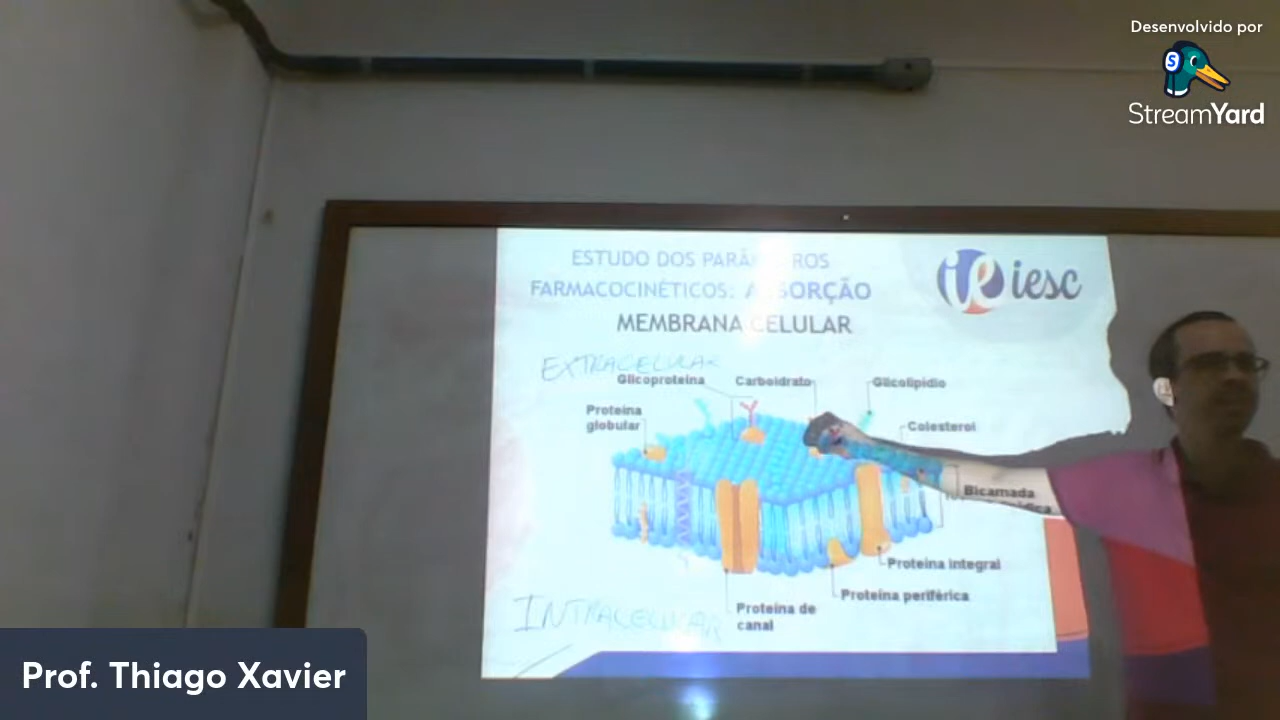 Desenvolvido por
StreamYard
ESTUDO DOS PARÂ ROS
FARMACOCINÉTICOS: A SORÇÃO
MEMBRANA CELULAR
iesc
EXTRACELULAR
Glicoproteína
Carboidrato
Glicolipídio
Proteína
globular
Colesterol
Bicamada
Proteína integral
Proteína periférica
Proteína de
canal
INTRACELULAR
Prof. Thiago Xavier